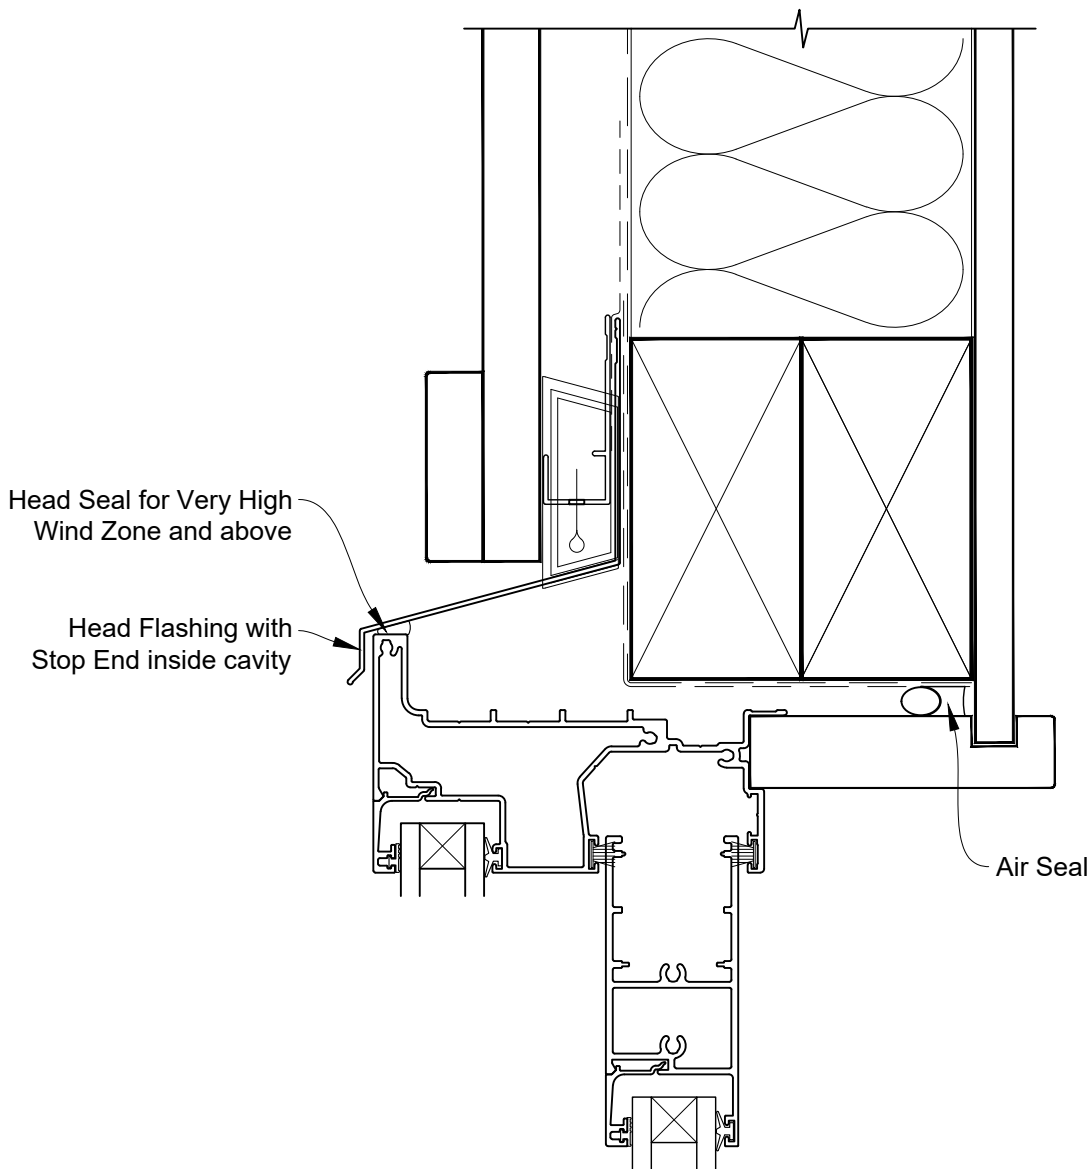 Head Seal for Very High
Wind Zone and above
Head Flashing with
Stop End inside cavity
Air Seal